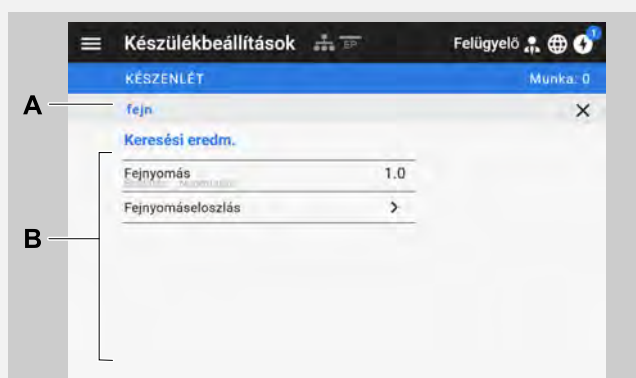 Készülékbeállítások EP Felügyelő 1
KÉSZENLÉT Munka: 0
A fejn
Keresési eredm.
Fejnyomás 1.0
Fejnyomáseloszlás >
B